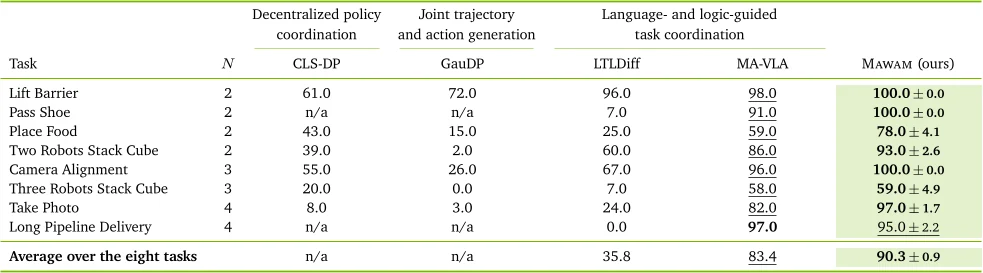 Decentralized policy coordination Joint trajectory and action generation Language- and logic-guided task coordination
Task N CLS-DP GauDP LTLDiff MA-VLA MAWAM (ours)
Lift Barrier 2 61.0 72.0 96.0 98.0 100.0 ± 0.0
Pass Shoe 2 n/a n/a 7.0 91.0 100.0 ± 0.0
Place Food 2 43.0 15.0 25.0 59.0 78.0 ± 4.1
Two Robots Stack Cube 2 39.0 2.0 60.0 86.0 93.0 ± 2.6
Camera Alignment 3 55.0 26.0 67.0 96.0 100.0 ± 0.0
Three Robots Stack Cube 3 20.0 0.0 7.0 58.0 59.0 ± 4.9
Take Photo 4 8.0 3.0 24.0 82.0 97.0 ± 1.7
Long Pipeline Delivery 4 n/a n/a 0.0 97.0 95.0 ± 2.2
Average over the eight tasks n/a n/a 35.8 83.4 90.3 ± 0.9